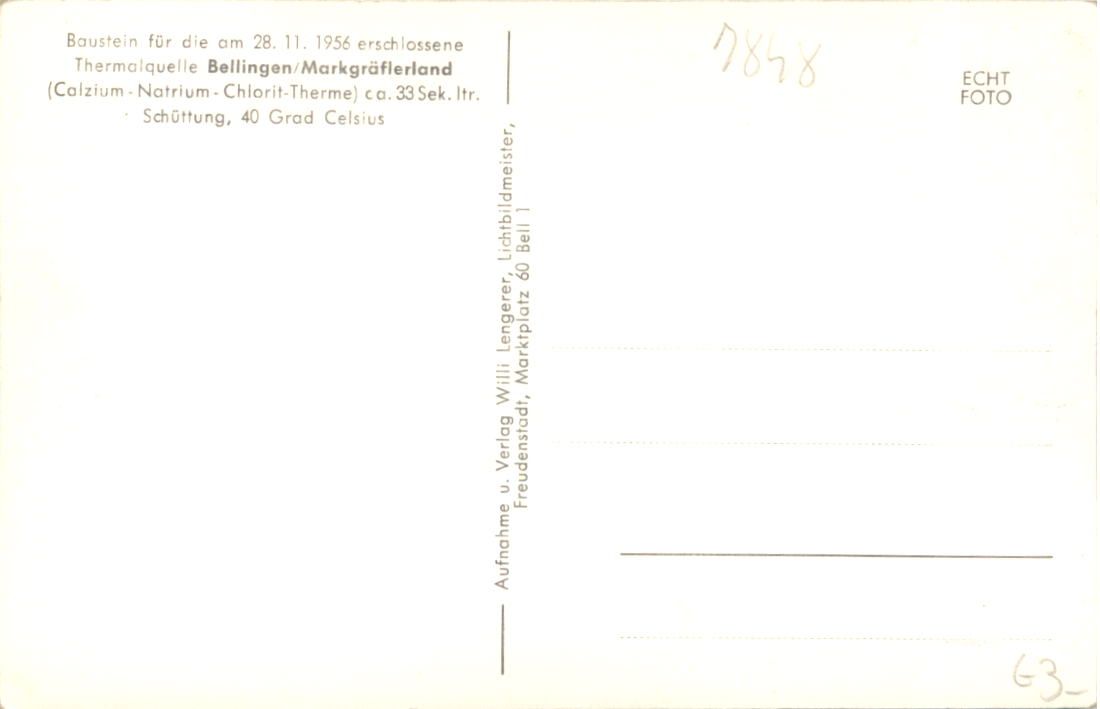 Baustein für die am 28. 11. 1956 erschlossene
Thermalquelle Bellingen/Markgräflerland
(Calzium - Natrium - Chlorit-Therme) ca. 33 Sek. ltr.
Schüttung, 40 Grad Celsius
Aufnahme u. Verlag Willi Lengerer, Lichtbildmeister,
Freudenstadt, Marktplatz 60 Bell 1
7848
ECHT
FOTO